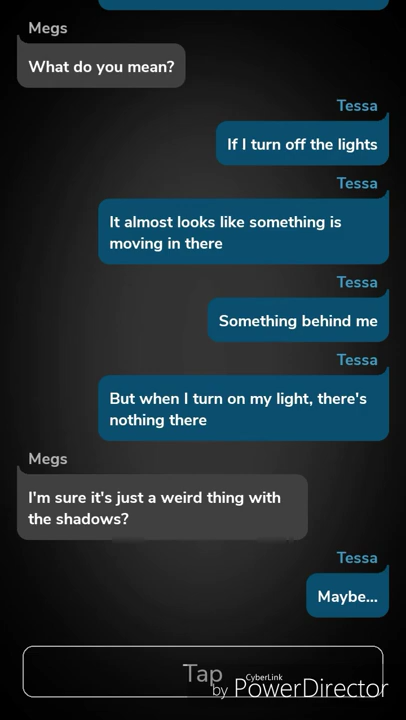 Megs
What do you mean?
Tessa
If I turn off the lights
Tessa
It almost looks like something is
moving in there
Tessa
Something behind me
Tessa
But when I turn on my light, there's
nothing there
Megs
I'm sure it's just a weird thing with
the shadows?
Tessa
Maybe...
Tap
by CyberLink PowerDirector